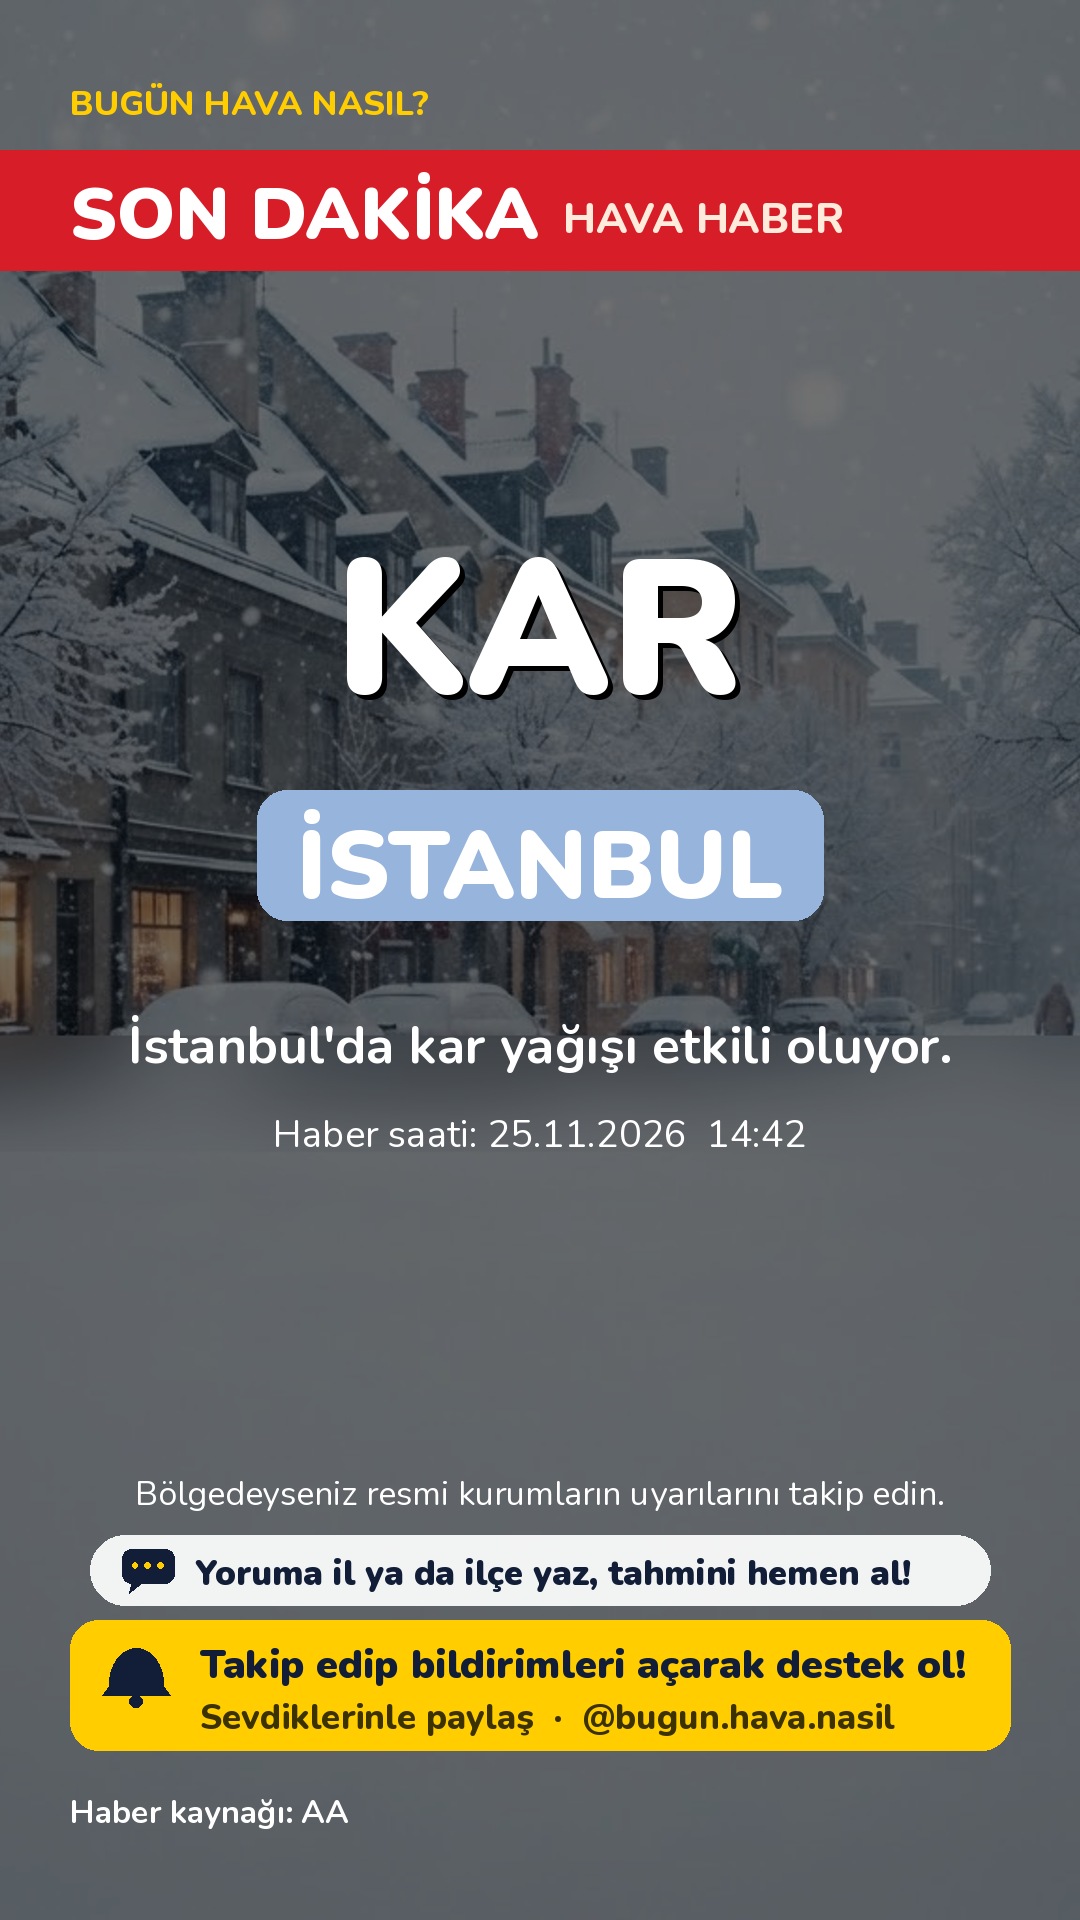 BUGÜN HAVA NASIL?
SON DAKİKA HAVA HABER
KAR
İSTANBUL
İstanbul'da kar yağışı etkili oluyor.
Haber saati: 25.11.2026 14:42
Bölgedeyseniz resmi kurumların uyarılarını takip edin.
Yoruma il ya da ilçe yaz, tahmini hemen al!
Takip edip bildirimleri açarak destek ol!
Sevdiklerinle paylaş · @bugun.hava.nasil
Haber kaynağı: AA